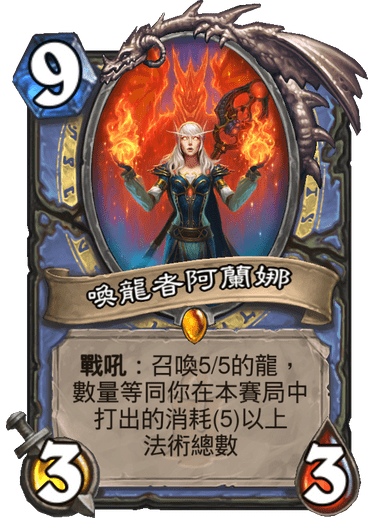 9
喚龍者阿蘭娜
戰吼：召喚5/5的龍，
數量等同你在本賽局中
打出的消耗(5)以上
法術總數
3
3